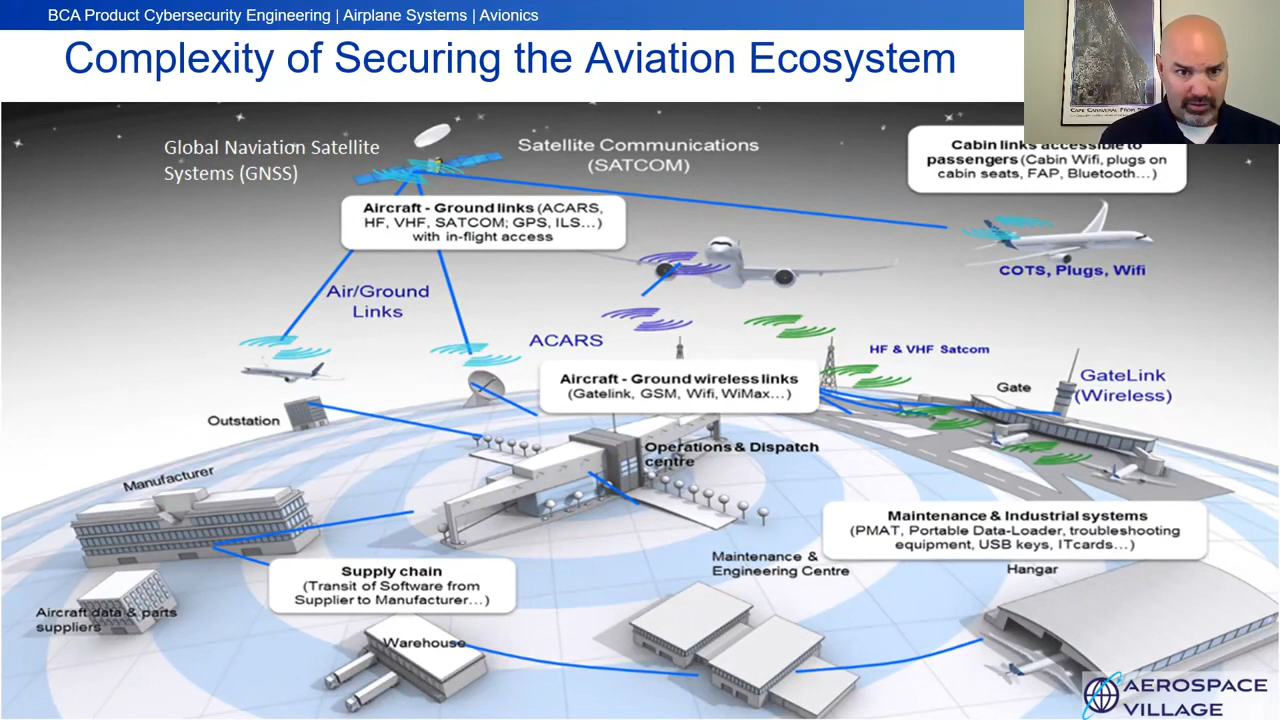 BCA Product Cybersecurity Engineering | Airplane Systems | Avionics
Complexity of Securing the Aviation Ecosystem
CAPE CANAVERAL FROM
Global Naviation Satellite
Systems (GNSS)
Satellite Communications
(SATCOM)
Cabin links accessible to
passengers (Cabin Wifi, plugs on
cabin seats, FAP, Bluetooth...)
Aircraft - Ground links (ACARS,
HF, VHF, SATCOM; GPS, ILS...)
with in-flight access
COTS, Plugs, Wifi
Air/Ground
Links
ACARS
HF & VHF Satcom
Aircraft - Ground wireless links
(Gatelink, GSM, Wifi, WiMax...)
Gate
GateLink
(Wireless)
Outstation
Operations & Dispatch
centre
Manufacturer
Maintenance & Industrial systems
(PMAT, Portable Data-Loader, troubleshooting
equipment, USB keys, ITcards...)
Maintenance &
Engineering Centre
Hangar
Supply chain
(Transit of Software from
Supplier to Manufacturer...)
Aircraft data & parts
suppliers
Warehouse
AEROSPACE
VILLAGE